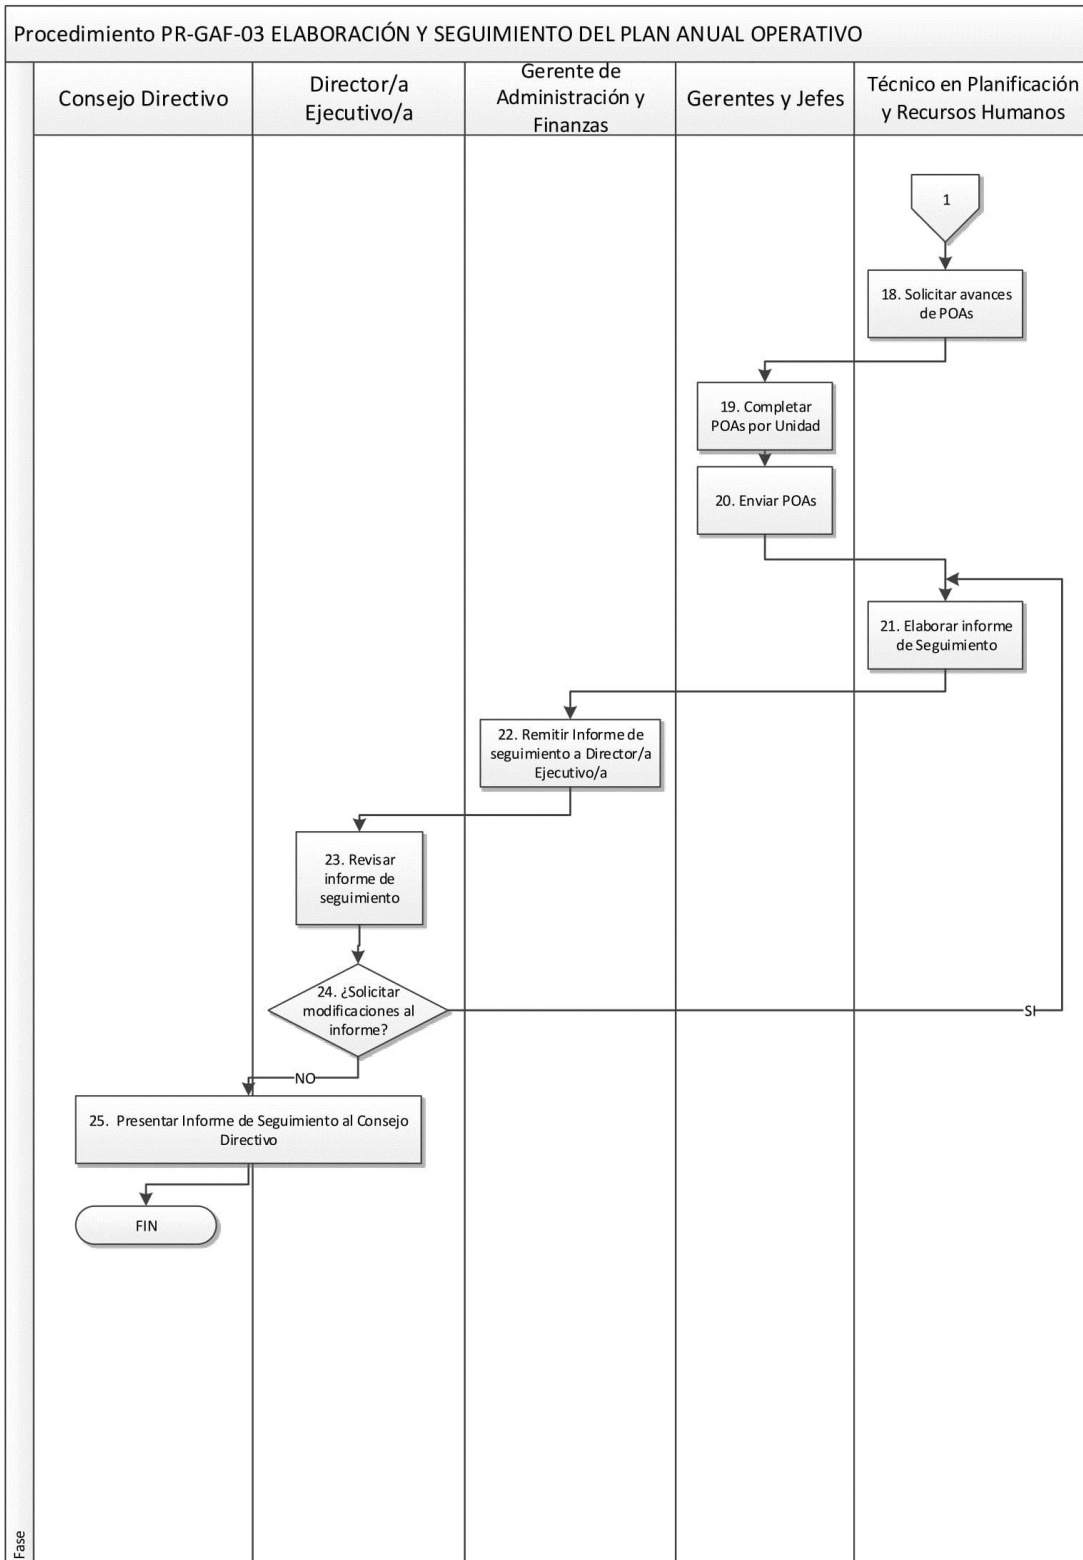 Procedimiento PR-GAF-03 ELABORACIÓN Y SEGUIMIENTO DEL PLAN ANUAL OPERATIVO
Consejo Directivo
Director/a
Ejecutivo/a
Gerente de
Administración y
Finanzas
Gerentes y Jefes
Técnico en Planificación
y Recursos Humanos
1
18. Solicitar avances
de POAs
19. Completar
POAs por Unidad
20. Enviar POAs
21. Elaborar informe
de Seguimiento
22. Remitir Informe de
seguimiento a Director/a
Ejecutivo/a
23. Revisar
informe de
seguimiento
24. ¿Solicitar
modificaciones al
informe?
SI
NO
25. Presentar Informe de Seguimiento al Consejo
Directivo
FIN
Fase